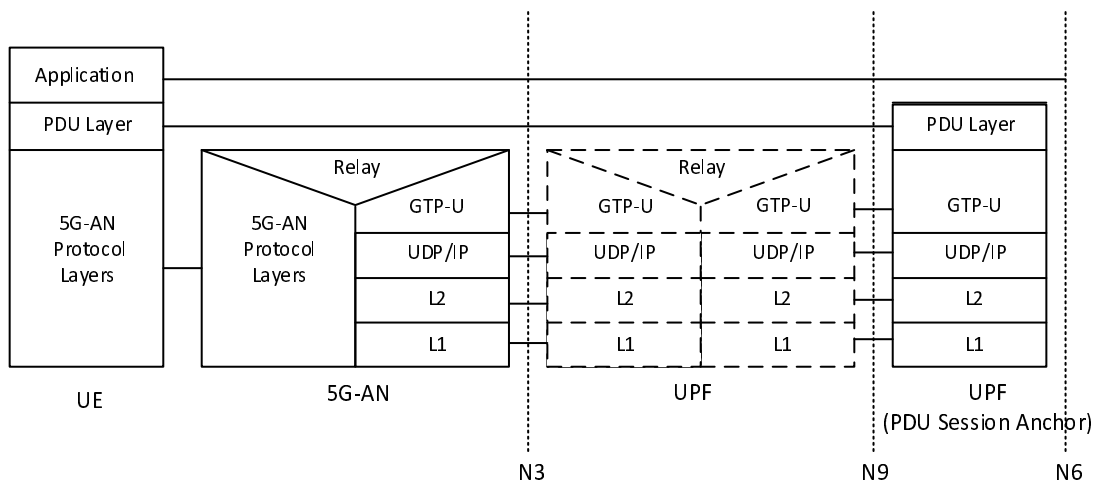 Application
PDU Layer
5G-AN
Protocol
Layers
UE
Relay
5G-AN
Protocol
Layers
GTP-U
UDP/IP
L2
L1
5G-AN
N3
Relay
GTP-U
UDP/IP
L2
L1
GTP-U
UDP/IP
L2
L1
UPF
N9
PDU Layer
GTP-U
UDP/IP
L2
L1
UPF
(PDU Session Anchor)
N6